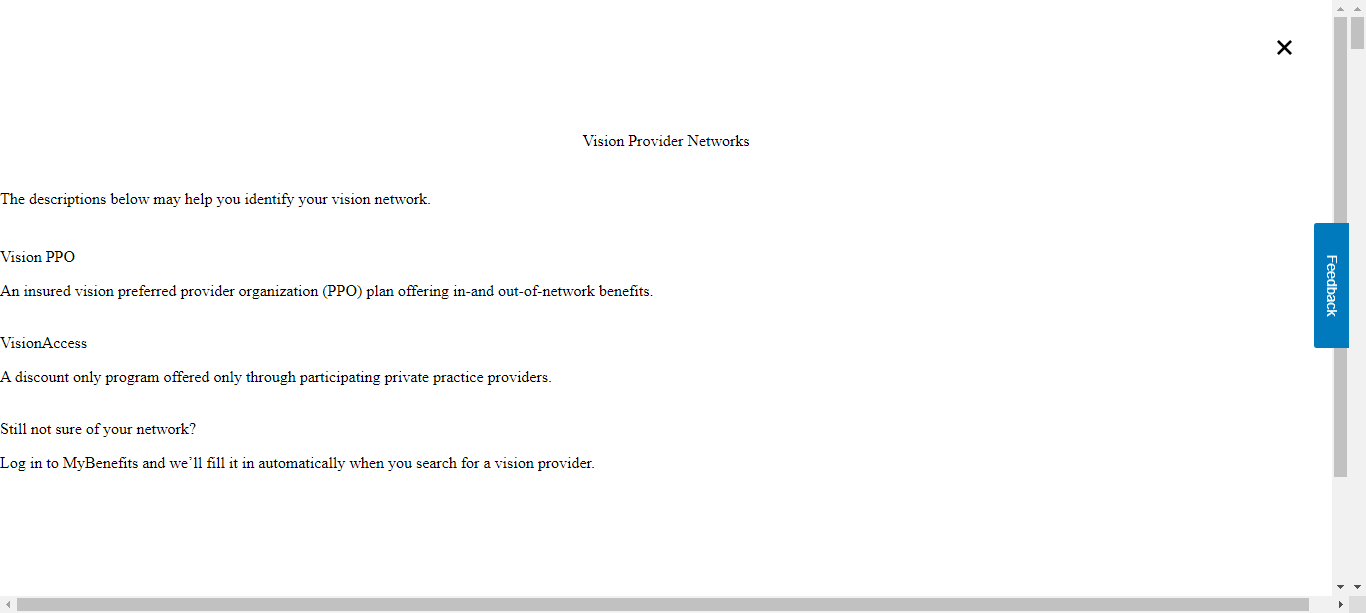 Vision Provider Networks
The descriptions below may help you identify your vision network.
Vision PPO
An insured vision preferred provider organization (PPO) plan offering in-and out-of-network benefits.
VisionAccess
A discount only program offered only through participating private practice providers.
Still not sure of your network?
Log in to MyBenefits and we’ll fill it in automatically when you search for a vision provider.
Feedback